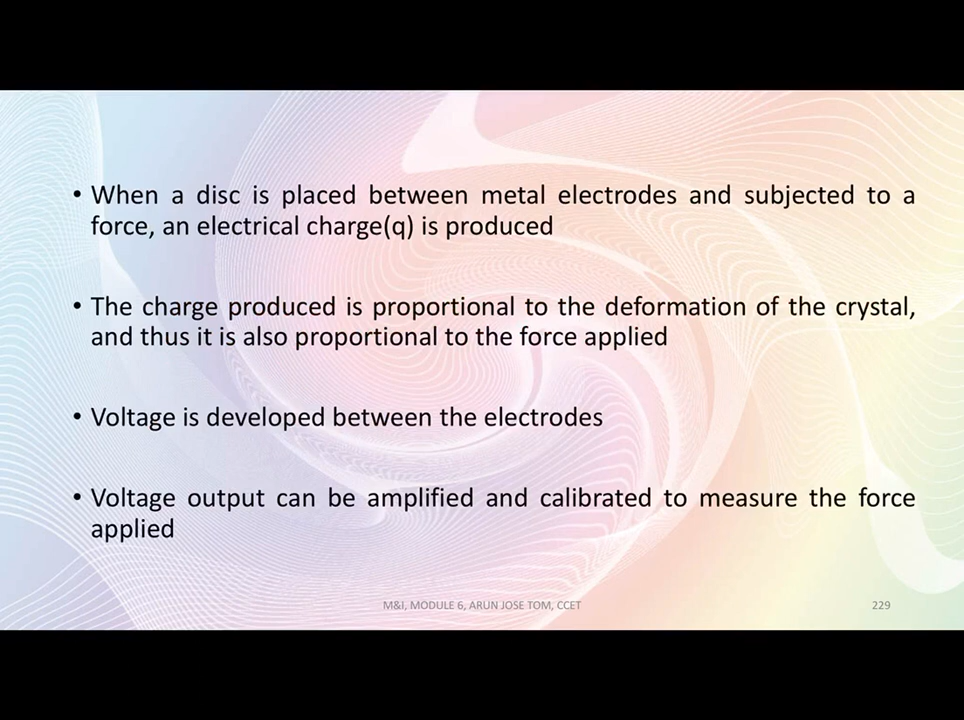 • When a disc is placed between metal electrodes and subjected to a
force, an electrical charge(q) is produced
• The charge produced is proportional to the deformation of the crystal,
and thus it is also proportional to the force applied
• Voltage is developed between the electrodes
• Voltage output can be amplified and calibrated to measure the force
applied
M&I, MODULE 6, ARUN JOSE TOM, CCET
229